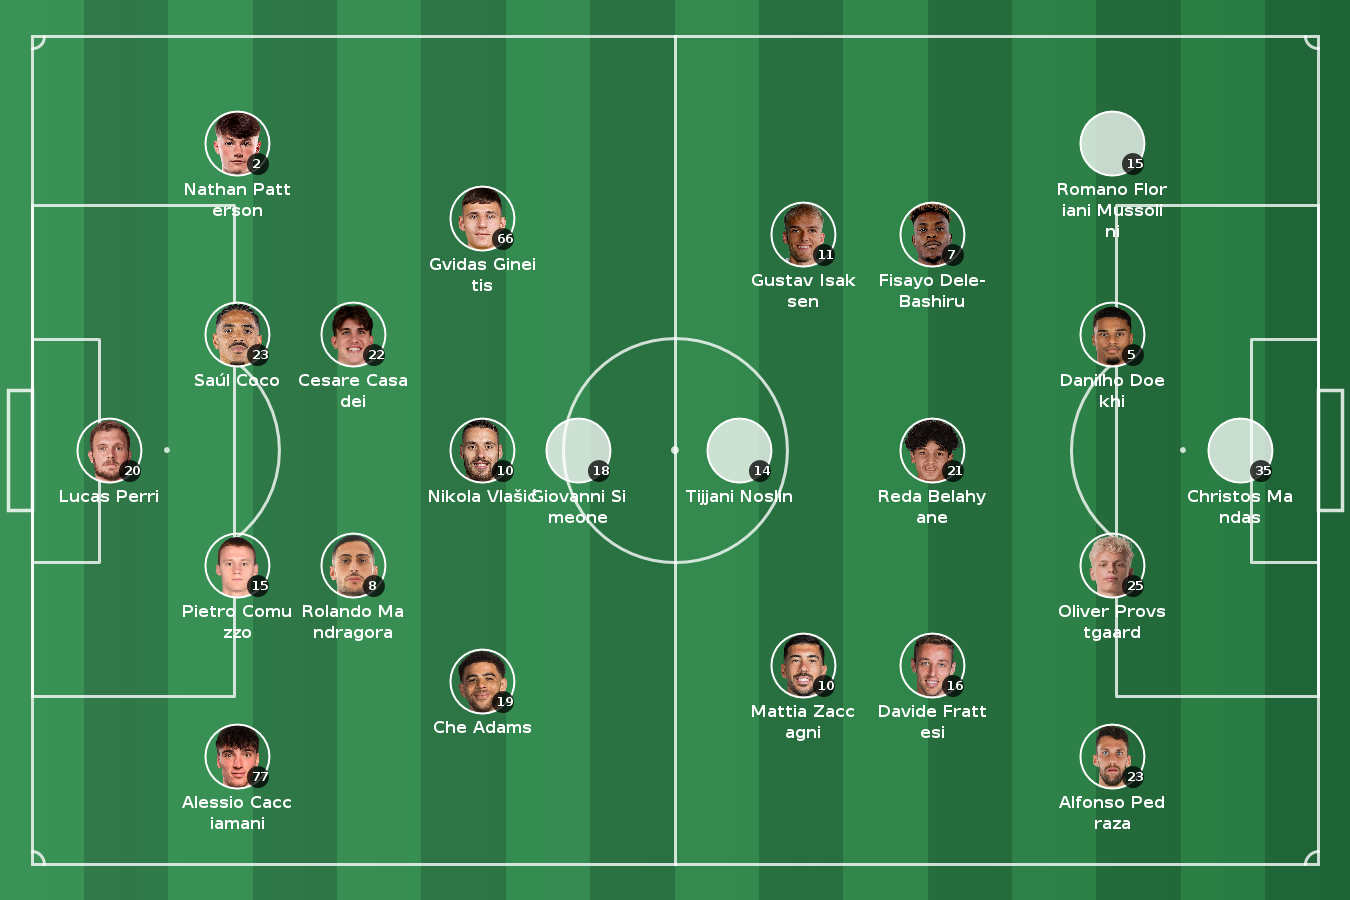 2
Nathan Patt
erson
15
Romano Flor
iani Mussoli
ni
66
Gvidas Ginei
tis
11
Gustav Isak
sen
7
Fisayo Dele-
Bashiru
23
Saúl Coco
22
Cesare Casa
dei
5
Danilho Doe
khi
20
Lucas Perri
10
Nikola Vlašić
18
Giovanni Si
meone
14
Tijjani Noslin
21
Reda Belahy
ane
35
Christos Ma
ndas
15
Pietro Comu
zzo
8
Rolando Ma
ndragora
25
Oliver Provs
tgaard
19
Che Adams
10
Mattia Zacc
agni
16
Davide Fratt
esi
77
Alessio Cacc
iamani
23
Alfonso Ped
raza